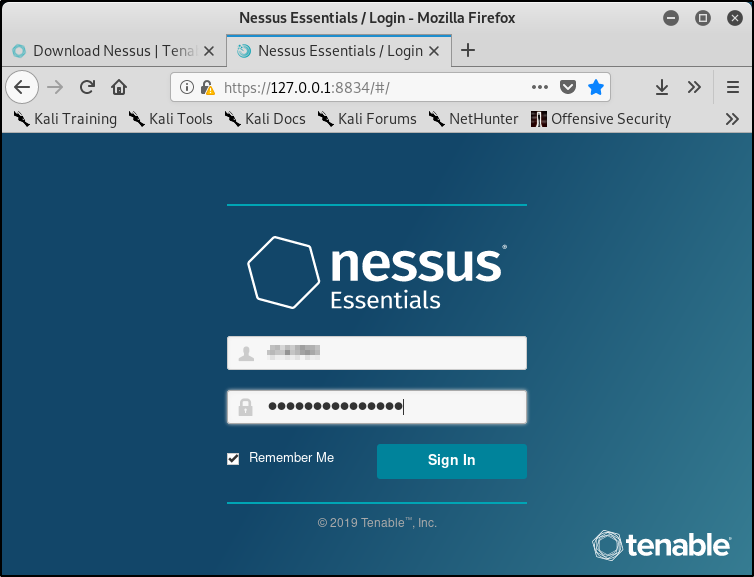 Nessus Essentials / Login - Mozilla Firefox
Download Nessus | Tena
Nessus Essentials / Login
https://127.0.0.1:8834/#/
Kali Training Kali Tools Kali Docs Kali Forums NetHunter Offensive Security
nessus®
Essentials
Remember Me
Sign In
© 2019 Tenable™, Inc.
tenable